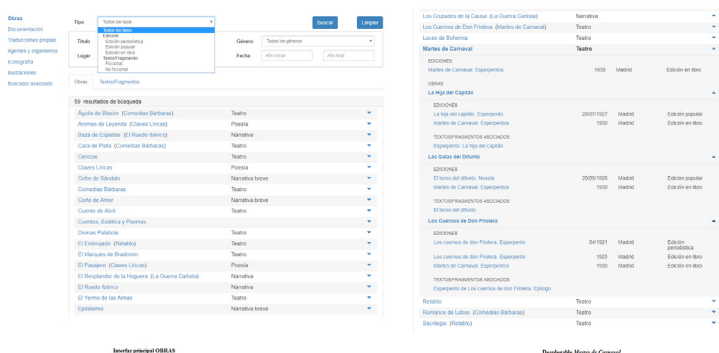 Obras
Documentación
Traducciones propias
Agentes y organismos
Iconografía
Ilustraciones
Buscador avanzado
Tipo
Todos los tipos
Todos los tipos
Edición
Edición periodística
Edición popular
Edición en libro
Texto/Fragmento
Ficcional
No ficcional
Buscar
Limpiar
Título
Género
Todos los géneros
Lugar
Fecha
Año inicial
Año final
Obras
Textos/Fragmentos
59 resultados de búsqueda
Águila de Blasón (Comedias Bárbaras) Teatro
Aromas de Leyenda (Claves Líricas) Poesía
Baza de Espadas (El Ruedo Ibérico) Narrativa
Cara de Plata (Comedias Bárbaras) Teatro
Cenizas Teatro
Claves Líricas Poesía
Cofre de Sándalo Narrativa breve
Comedias Bárbaras Teatro
Corte de Amor Narrativa breve
Cuento de Abril Teatro
Cuentos, Estética y Poemas
Divinas Palabras Teatro
El Embrujado (Retablo) Teatro
El Marqués de Bradomín Teatro
El Pasajero (Claves Líricas) Poesía
El Resplandor de la Hoguera (La Guerra Carlista) Narrativa
El Ruedo Ibérico Narrativa
El Yermo de las Almas Teatro
Epitalamio Narrativa breve
Interfaz principal OBRAS
Los Cruzados de la Causa (La Guerra Carlista) Narrativa
Los Cuernos de Don Friolera (Martes de Carnaval) Teatro
Luces de Bohemia Teatro
Martes de Carnaval Teatro
EDICIONES
Martes de Carnaval. Esperpentos 1930 Madrid Edición en libro
OBRAS
La Hija del Capitán
EDICIONES
La hija del capitán. Esperpento 28/07/1927 Madrid Edición popular
Martes de Carnaval. Esperpentos 1930 Madrid Edición en libro
TEXTOS/FRAGMENTOS ASOCIADOS
Esperpento. La hija del capitán
Las Galas del Difunto
EDICIONES
El terno del difunto. Novela 20/05/1926 Madrid Edición popular
Martes de Carnaval. Esperpentos 1930 Madrid Edición en libro
TEXTOS/FRAGMENTOS ASOCIADOS
El terno del difunto
Los Cuernos de Don Friolera
EDICIONES
Los cuernos de don Friolera. Esperpento 04/1921 Madrid Edición periodística
Los cuernos de don Friolera. Esperpento 1925 Madrid Edición en libro
Martes de Carnaval. Esperpentos 1930 Madrid Edición en libro
TEXTOS/FRAGMENTOS ASOCIADOS
Esperpento de Los cuernos de don Friolera. Epílogo
Retablo Teatro
Romance de Lobos (Comedias Bárbaras) Teatro
Sacrilegio (Retablo) Teatro
Desplegable Martes de Carnaval